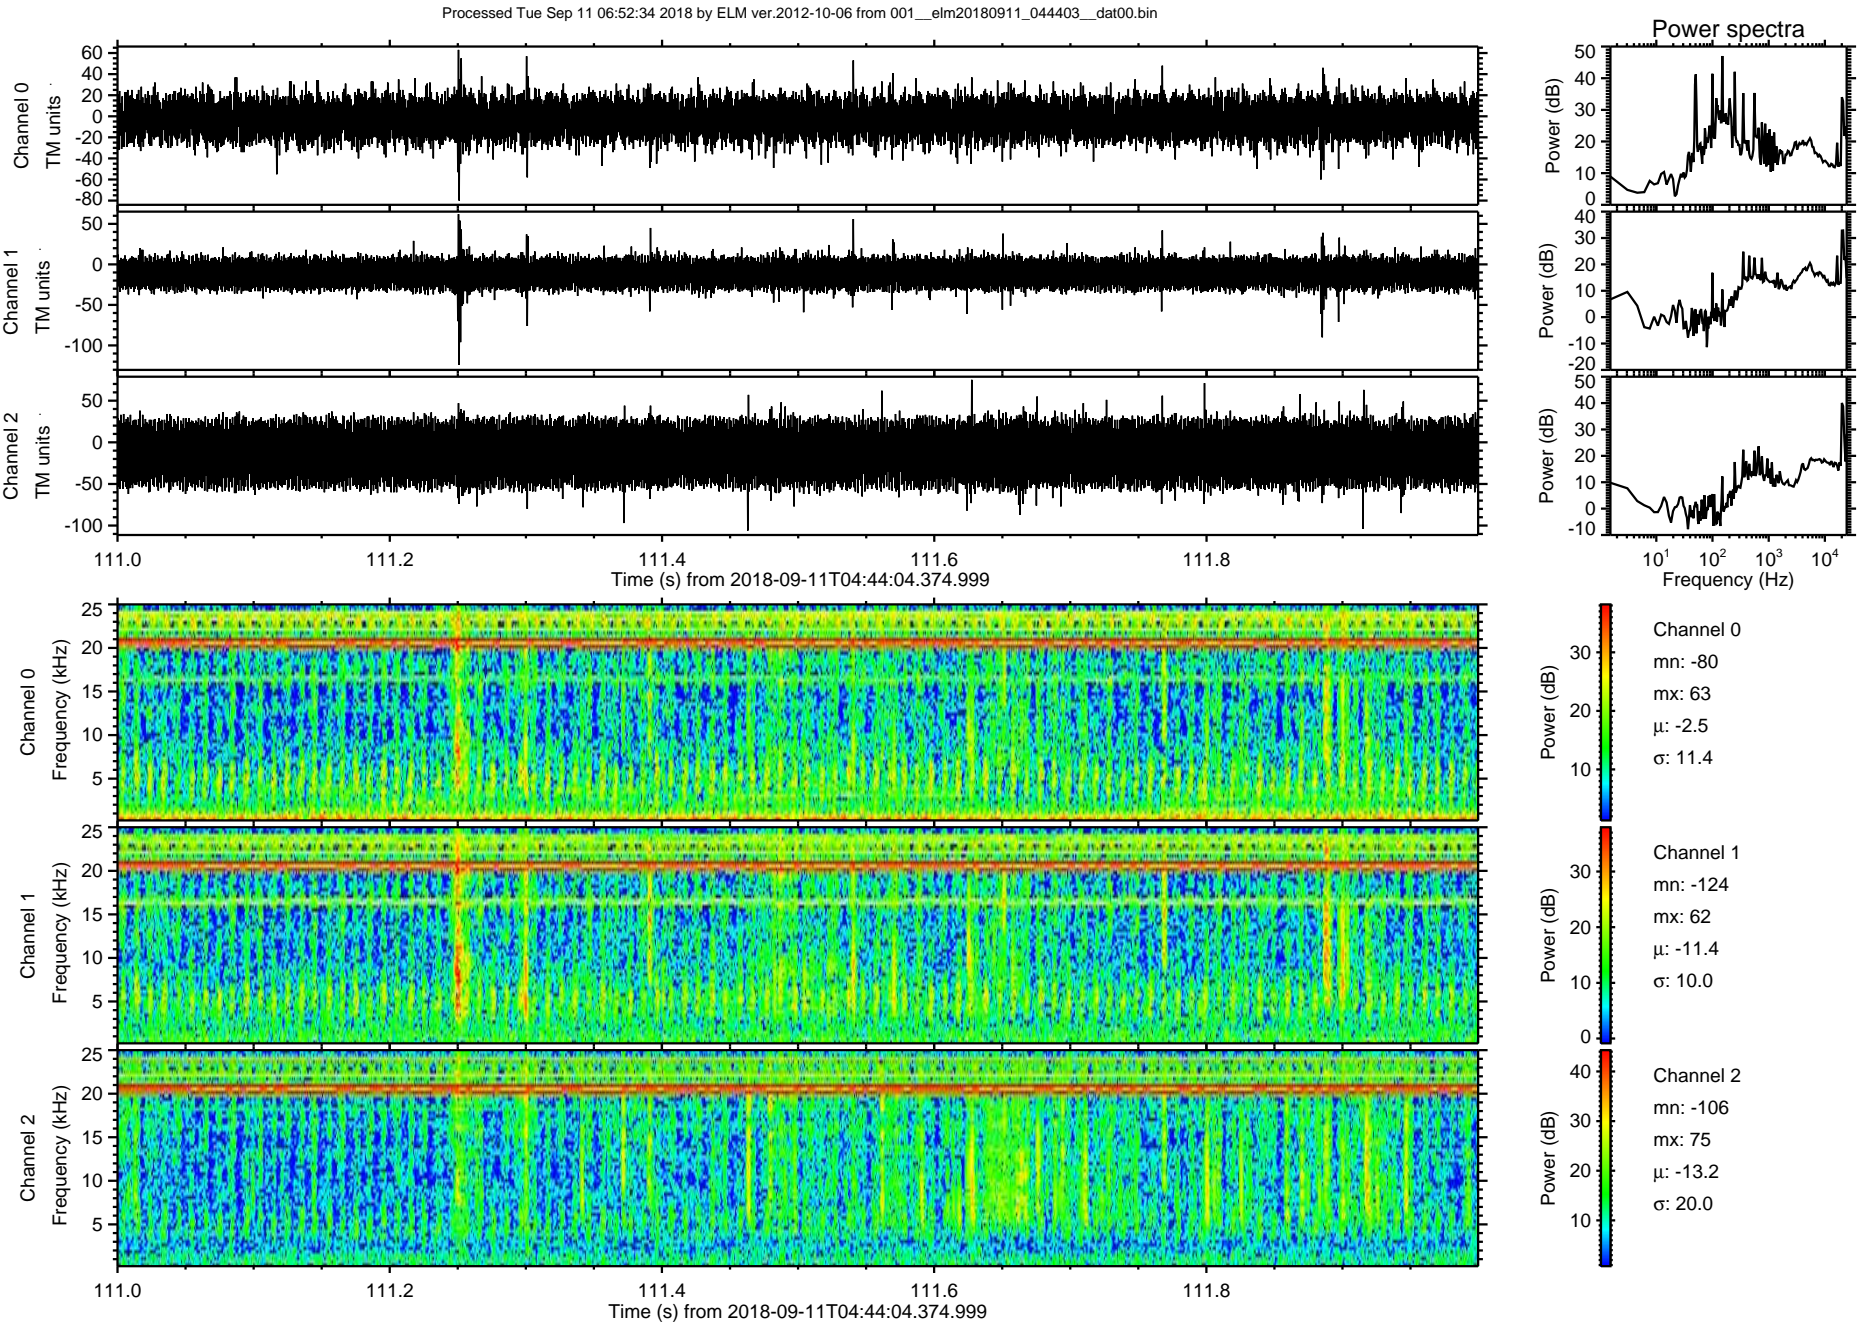 Processed Tue Sep 11 06:52:34 2018 by ELM ver.2012-10-06 from 001__elm20180911_044403__dat00.bin
Power spectra
Channel 0
TM units
60
40
20
0
-20
-40
-60
-80
Power (dB)
50
40
30
20
10
0
Channel 1
TM units
50
0
-50
-100
Power (dB)
40
30
20
10
0
-10
-20
Channel 2
TM units
50
0
-50
-100
Power (dB)
50
40
30
20
10
0
-10
111.0 111.2 111.4 111.6 111.8
Time (s) from 2018-09-11T04:44:04.374.999
10^1 10^2 10^3 10^4
Frequency (Hz)
Channel 0
Frequency (kHz)
25
20
15
10
5
Power (dB)
30
20
10
Channel 0
mn: -80
mx: 63
μ: -2.5
σ: 11.4
Channel 1
Frequency (kHz)
25
20
15
10
5
Power (dB)
30
20
10
0
Channel 1
mn: -124
mx: 62
μ: -11.4
σ: 10.0
Channel 2
Frequency (kHz)
25
20
15
10
5
Power (dB)
40
30
20
10
Channel 2
mn: -106
mx: 75
μ: -13.2
σ: 20.0
111.0 111.2 111.4 111.6 111.8
Time (s) from 2018-09-11T04:44:04.374.999